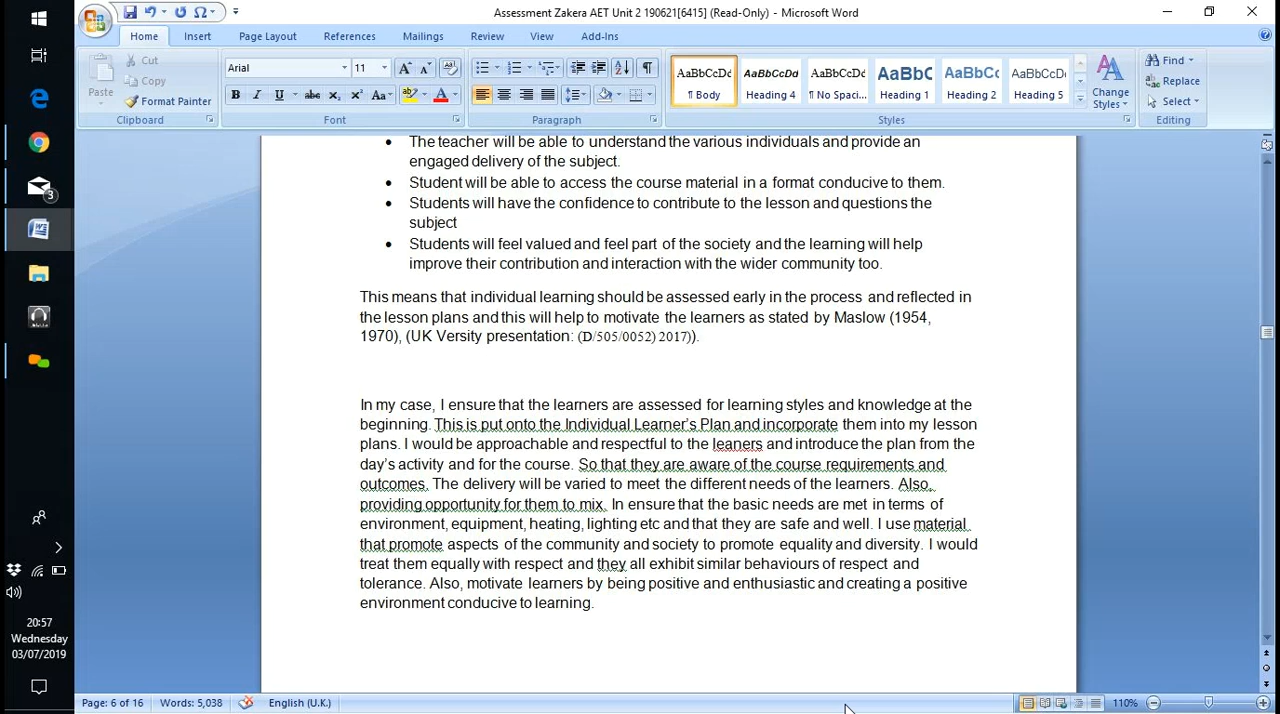 Assessment Zakera AET Unit 2 190621[6415] (Read-Only) - Microsoft Word
Home Insert Page Layout References Mailings Review View Add-Ins
Paste Cut Copy Format Painter
Arial 11
AaBbCcDd ¶ Body AaBbCcDd Heading 4 AaBbCcDd ¶ No Spaci... AaBbC Heading 1 AaBbCc Heading 2 AaBbCcDd Heading 5
Change Styles
Find Replace Select
Clipboard Font Paragraph Styles Editing
The teacher will be able to understand the various individuals and provide an
engaged delivery of the subject.
Student will be able to access the course material in a format conducive to them.
Students will have the confidence to contribute to the lesson and questions the
subject
Students will feel valued and feel part of the society and the learning will help
improve their contribution and interaction with the wider community too.
This means that individual learning should be assessed early in the process and reflected in
the lesson plans and this will help to motivate the learner as stated by Maslow (1954,
1970), (UK Versity presentation: (D/505/0052) 2017)).
In my case, I ensure that the learners are assessed for learning styles and knowledge at the
beginning. This is put onto the Individual Learner's Plan and incorporate them into my lesson
plans. I would be approachable and respectful to the leaners and introduce the plan from the
day's activity and for the course. So that they are aware of the course requirements and
outcomes. The delivery will be varied to meet the different needs of the learners. Also,
providing opportunity for them to mix. In ensure that the basic needs are met in terms of
environment, equipment, heating, lighting etc and that they are safe and well. I use material
that promote aspects of the community and society to promote equality and diversity. I would
treat them equally with respect and they all exhibit similar behaviours of respect and
tolerance. Also, motivate learners by being positive end enthusiastic and creating a positive
environment conducive to learning.
3
20:57
Wednesday
03/07/2019
Page: 6 of 16 Words: 5,038 English (U.K.) 110%